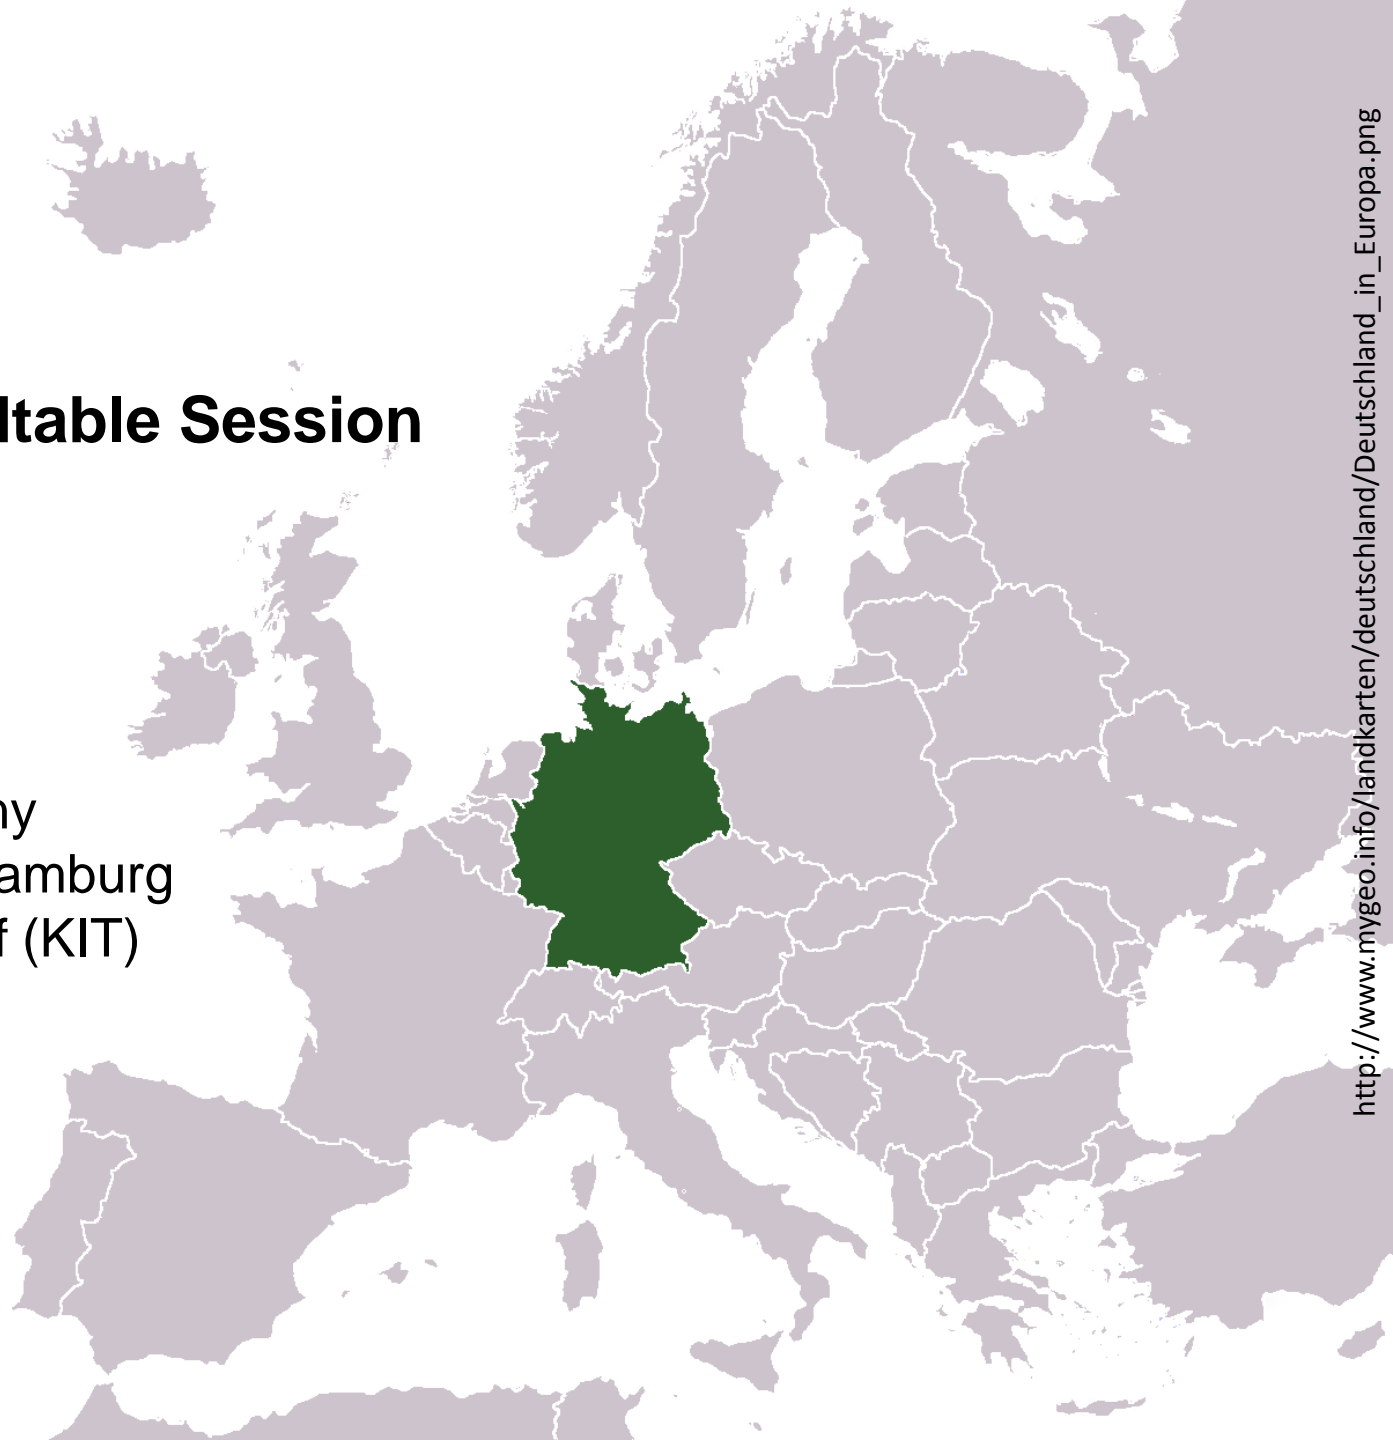 ltable Session
ny
amburg
f (KIT)
http://www.mygeo.info/landkarten/deutschland/Deutschland_in_Europa.png